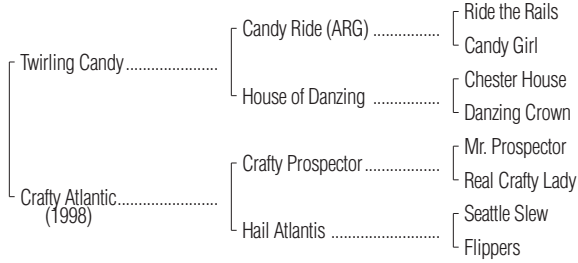 Ride the Rails
Candy Ride (ARG) ................
Candy Girl
Twirling Candy......................
Chester House
House of Danzing ................
Danzing Crown
Mr. Prospector
Crafty Prospector..................
Real Crafty Lady
Crafty Atlantic........................
(1998)
Seattle Slew
Hail Atlantis ..........................
Flippers